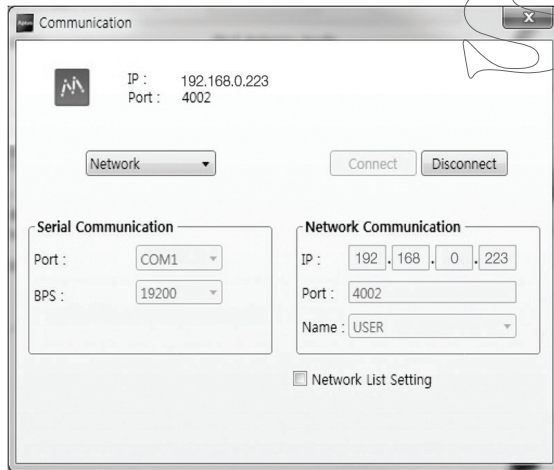 Communication
IP : 192.168.0.223
Port : 4002
Network
Connect Disconnect
Serial Communication
Port : COM1
BPS : 19200
Network Communication
IP : 192 . 168 . 0 . 223
Port : 4002
Name : USER
Network List Setting